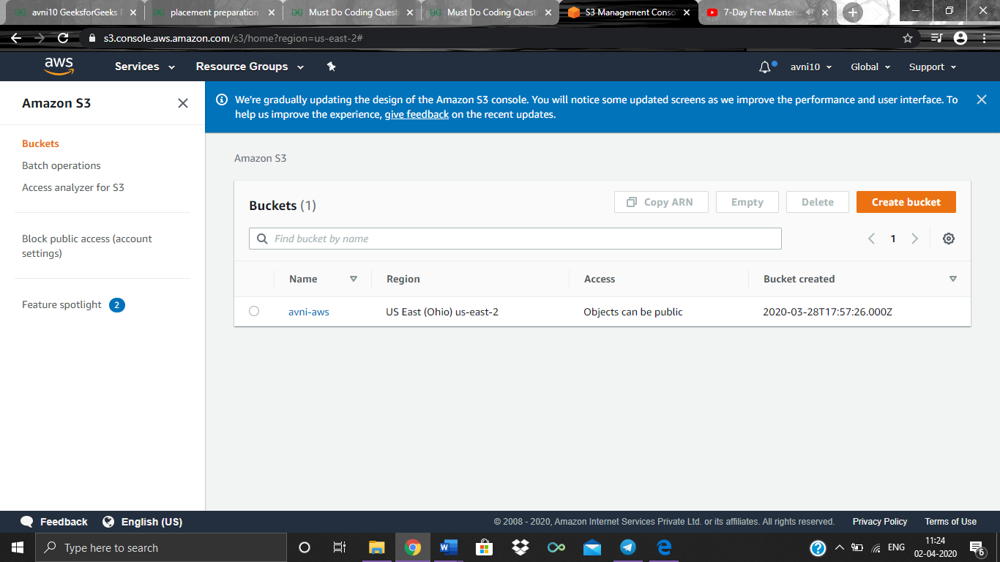 avni10 GeeksforGeeks P
placement preparation
Must Do Coding Questi
Must Do Coding Questi
S3 Management Conso
7-Day Free Masterc
s3.console.aws.amazon.com/s3/home?region=us-east-2#
aws
Services
Resource Groups
avni10
Global
Support
Amazon S3
Buckets
Batch operations
Access analyzer for S3
Block public access (account
settings)
Feature spotlight 2
We're gradually updating the design of the Amazon S3 console. You will notice some updated screens as we improve the performance and user interface. To
help us improve the experience, give feedback on the recent updates.
Amazon S3
Buckets (1)
Copy ARN
Empty
Delete
Create bucket
Find bucket by name
1
Name
Region
Access
Bucket created
avni-aws
US East (Ohio) us-east-2
Objects can be public
2020-03-28T17:57:26.000Z
Feedback
English (US)
© 2008 - 2020, Amazon Internet Services Private Ltd. or its affiliates. All rights reserved.
Privacy Policy
Terms of Use
Type here to search
ENG
11:24
02-04-2020
6